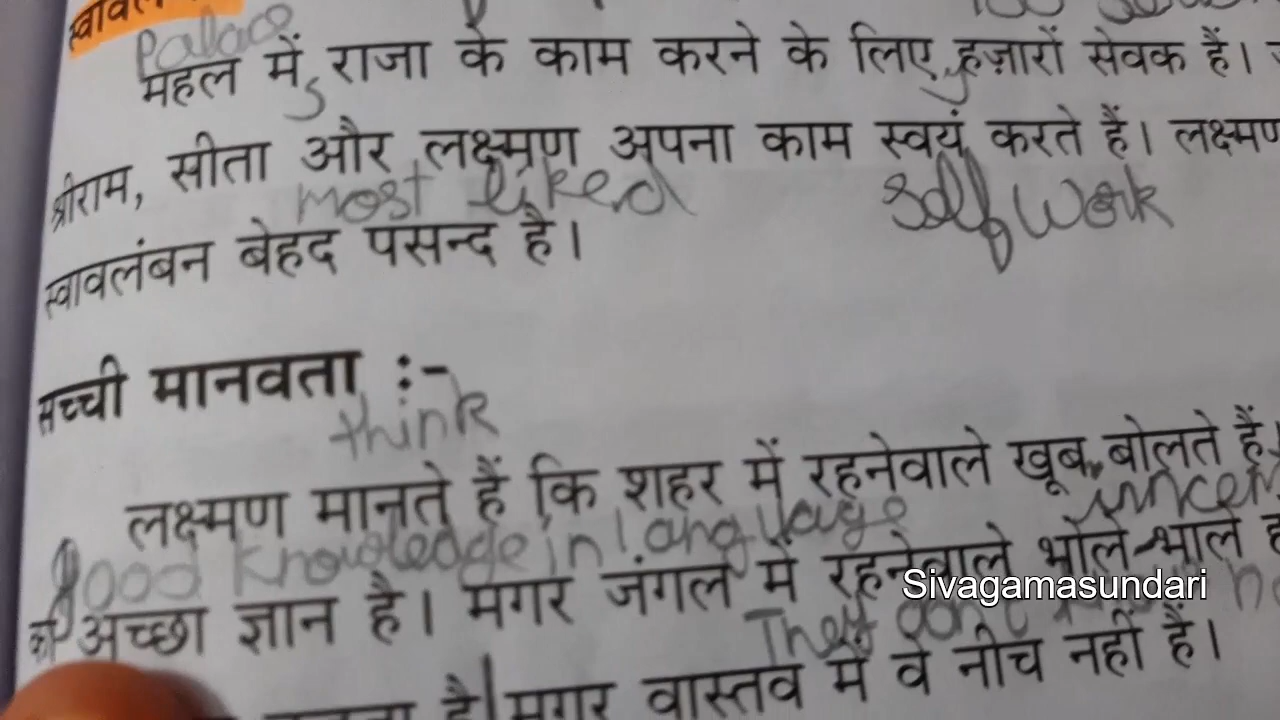 Palace
महल में, राजा के काम करने के लिए हज़ारों सेवक हैं।
श्रीराम, सीता और लक्ष्मण अपना काम स्वयं करते हैं। लक्ष्मण
most liked self work
स्वावलंबन बेहद पसन्द है।
सच्ची मानवता :-
think
लक्ष्मण मानते हैं कि शहर में रहनेवाले खूब बोलते हैं।
good knowledge in language
को अच्छा ज्ञान है। मगर जंगल में रहनेवाले भोले-भाले
Sivagamasundari
They don't
है। मगर वास्तव में वे नीच नहीं हैं।